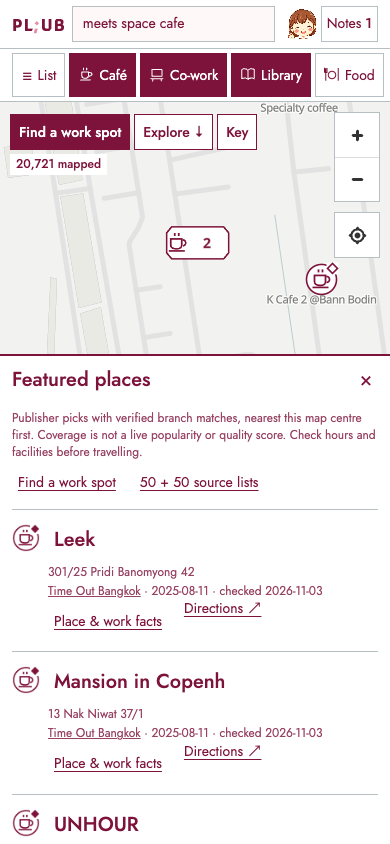 PL;UB
meets space cafe
Notes 1
≡ List
Café
Co-work
Library
Food
Specialty coffee
Find a work spot
Explore ↓
Key
+
20,721 mapped
−
2
K Cafe 2 @Bann Bodin
Featured places
×
Publisher picks with verified branch matches, nearest this map centre
first. Coverage is not a live popularity or quality score. Check hours and
facilities before travelling.
Find a work spot
50 + 50 source lists
Leek
301/25 Pridi Banomyong 42
Time Out Bangkok · 2025-08-11 · checked 2026-11-03
Place & work facts
Directions ↗
Mansion in Copenh
13 Nak Niwat 37/1
Time Out Bangkok · 2025-08-11 · checked 2026-11-03
Place & work facts
Directions ↗
UNHOUR